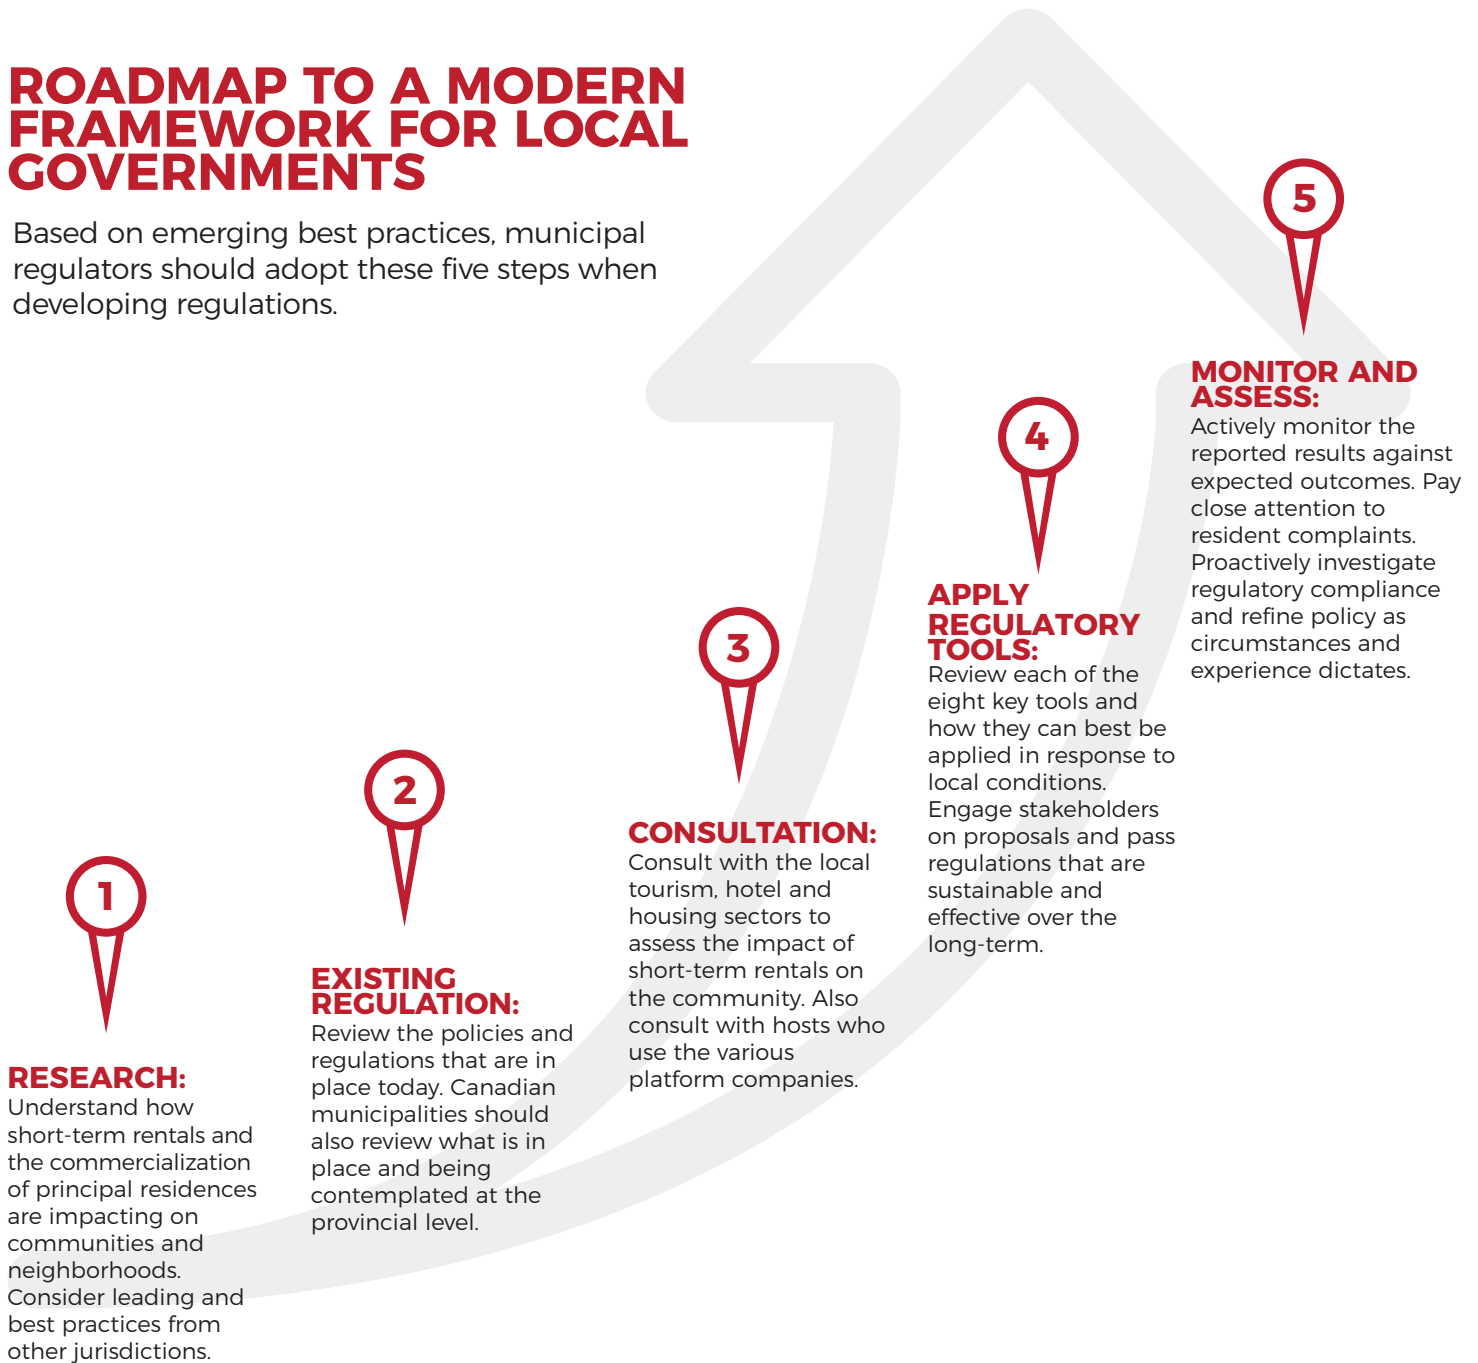 ROADMAP TO A MODERN
FRAMEWORK FOR LOCAL
GOVERNMENTS
Based on emerging best practices, municipal
regulators should adopt these five steps when
developing regulations.
1
RESEARCH:
Understand how
short-term rentals and
the commercialization
of principal residences
are impacting on
communities and
neighborhoods.
Consider leading and
best practices from
other jurisdictions.
2
EXISTING
REGULATION:
Review the policies and
regulations that are in
place today. Canadian
municipalities should
also review what is in
place and being
contemplated at the
provincial level.
3
CONSULTATION:
Consult with the local
tourism, hotel and
housing sectors to
assess the impact of
short-term rentals on
the community. Also
consult with hosts who
use the various
platform companies.
4
APPLY
REGULATORY
TOOLS:
Review each of the
eight key tools and
how they can best be
applied in response to
local conditions.
Engage stakeholders
on proposals and pass
regulations that are
sustainable and
effective over the
long-term.
5
MONITOR AND
ASSESS:
Actively monitor the
reported results against
expected outcomes. Pay
close attention to
resident complaints.
Proactively investigate
regulatory compliance
and refine policy as
circumstances and
experience dictates.